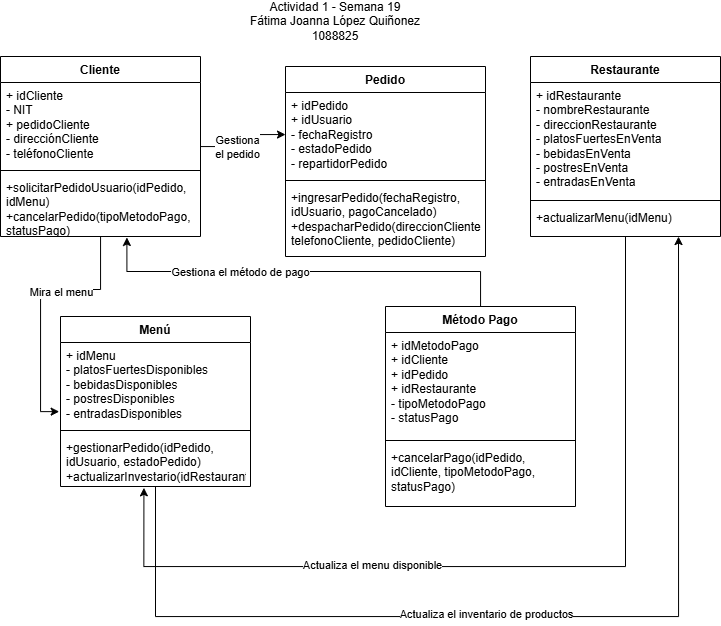 Actividad 1 - Semana 19
Fátima Joanna López Quiñonez
1088825
Cliente
+ idCliente
- NIT
+ pedidoCliente
- direcciónCliente
- teléfonoCliente
+solicitarPedidoUsuario(idPedido,
idMenu)
+cancelarPedido(tipoMetodoPago,
statusPago)
Gestiona
el pedido
Pedido
+ idPedido
+ idUsuario
- fechaRegistro
- estadoPedido
- repartidorPedido
+ingresarPedido(fechaRegistro,
idUsuario, pagoCancelado)
+despacharPedido(direccionCliente
telefonoCliente, pedidoCliente)
Restaurante
+ idRestaurante
- nombreRestaurante
- direccionRestaurante
- platosFuertesEnVenta
- bebidasEnVenta
- postresEnVenta
- entradasEnVenta
+actualizarMenu(idMenu)
Gestiona el método de pago
Mira el menu
Menú
+ idMenu
- platosFuertesDisponibles
- bebidasDisponibles
- postresDisponibles
- entradasDisponibles
+gestionarPedido(idPedido,
idUsuario, estadoPedido)
+actualizarInvestario(idRestaurant
Método Pago
+ idMetodoPago
+ idCliente
+ idPedido
+ idRestaurante
- tipoMetodoPago
- statusPago
+cancelarPago(idPedido,
idCliente, tipoMetodoPago,
statusPago)
Actualiza el menu disponible
Actualiza el inventario de productos